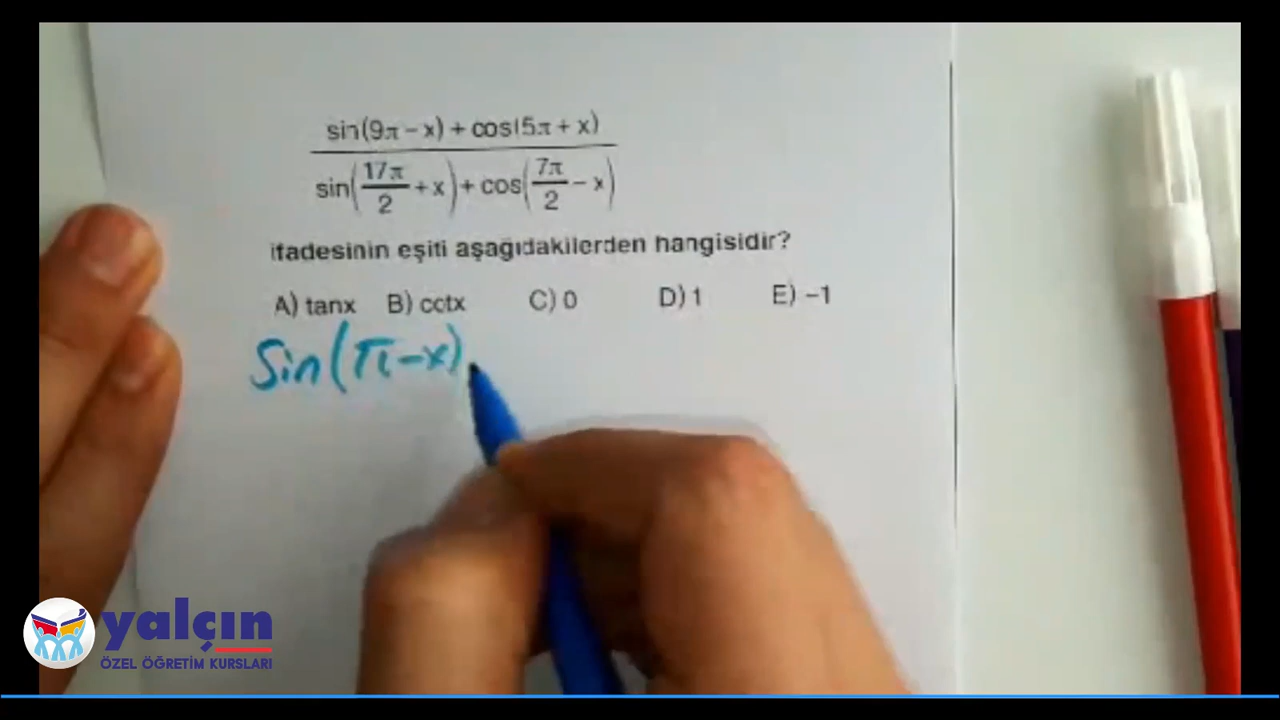 sin(9π − x) + cos(5π + x)
sin(17π/2 + x) + cos(7π/2 − x)
ifadesinin eşiti aşağıdakilerden hangisidir?
A) tanx B) cotx C) 0 D) 1 E) −1
Sin(π−x)
yalçın
ÖZEL ÖĞRETİM KURSLARI